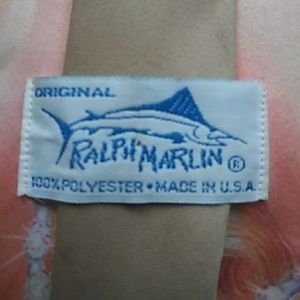 ORIGINAL
RALPH MARLIN ®
100% POLYESTER • MADE IN U.S.A.